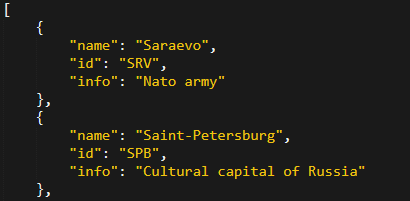 [
{
"name": "Saraevo",
"id": "SRV",
"info": "Nato army"
},
{
"name": "Saint-Petersburg",
"id": "SPB",
"info": "Cultural capital of Russia"
},